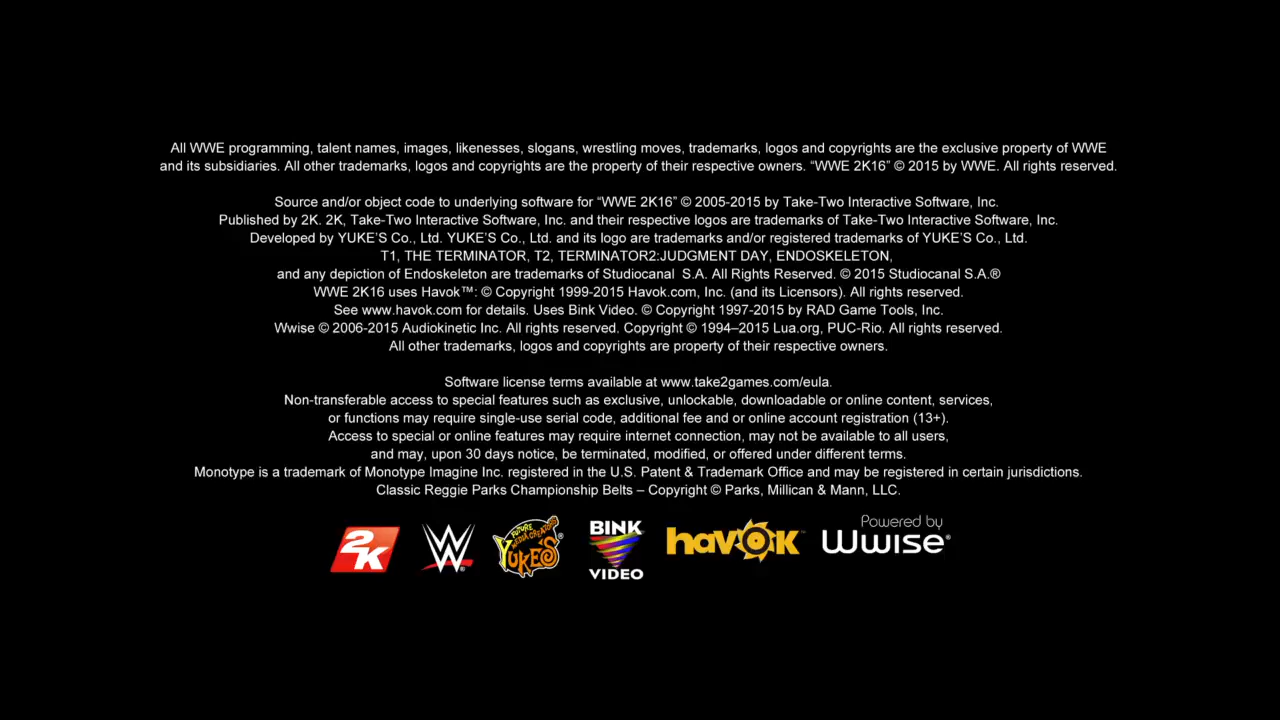 All WWE programming, talent names, images, likenesses, slogans, wrestling moves, trademarks, logos and copyrights are the exclusive property of WWE
and its subsidiaries. All other trademarks, logos and copyrights are the property of their respective owners. “WWE 2K16” © 2015 by WWE. All rights reserved.
Source and/or object code to underlying software for “WWE 2K16” © 2005-2015 by Take-Two Interactive Software, Inc.
Published by 2K. 2K, Take-Two Interactive Software, Inc. and their respective logos are trademarks of Take-Two Interactive Software, Inc.
Developed by YUKE’S Co., Ltd. YUKE’S Co., Ltd. and its logo are trademarks and/or registered trademarks of YUKE’S Co., Ltd.
T1, THE TERMINATOR, T2, TERMINATOR2:JUDGMENT DAY, ENDOSKELETON,
and any depiction of Endoskeleton are trademarks of Studiocanal S.A. All Rights Reserved. © 2015 Studiocanal S.A.®
WWE 2K16 uses Havok™: © Copyright 1999-2015 Havok.com, Inc. (and its Licensors). All rights reserved.
See www.havok.com for details. Uses Bink Video. © Copyright 1997-2015 by RAD Game Tools, Inc.
Wwise © 2006-2015 Audiokinetic Inc. All rights reserved. Copyright © 1994–2015 Lua.org, PUC-Rio. All rights reserved.
All other trademarks, logos and copyrights are property of their respective owners.
Software license terms available at www.take2games.com/eula.
Non-transferable access to special features such as exclusive, unlockable, downloadable or online content, services,
or functions may require single-use serial code, additional fee and or online account registration (13+).
Access to special or online features may require internet connection, may not be available to all users,
and may, upon 30 days notice, be terminated, modified, or offered under different terms.
Monotype is a trademark of Monotype Imagine Inc. registered in the U.S. Patent & Trademark Office and may be registered in certain jurisdictions.
Classic Reggie Parks Championship Belts – Copyright © Parks, Millican & Mann, LLC.
2K
W
FUTURE MEDIA CREATORS
YUKE'S®
BINK
VIDEO
havok™
Powered by
Wwise®